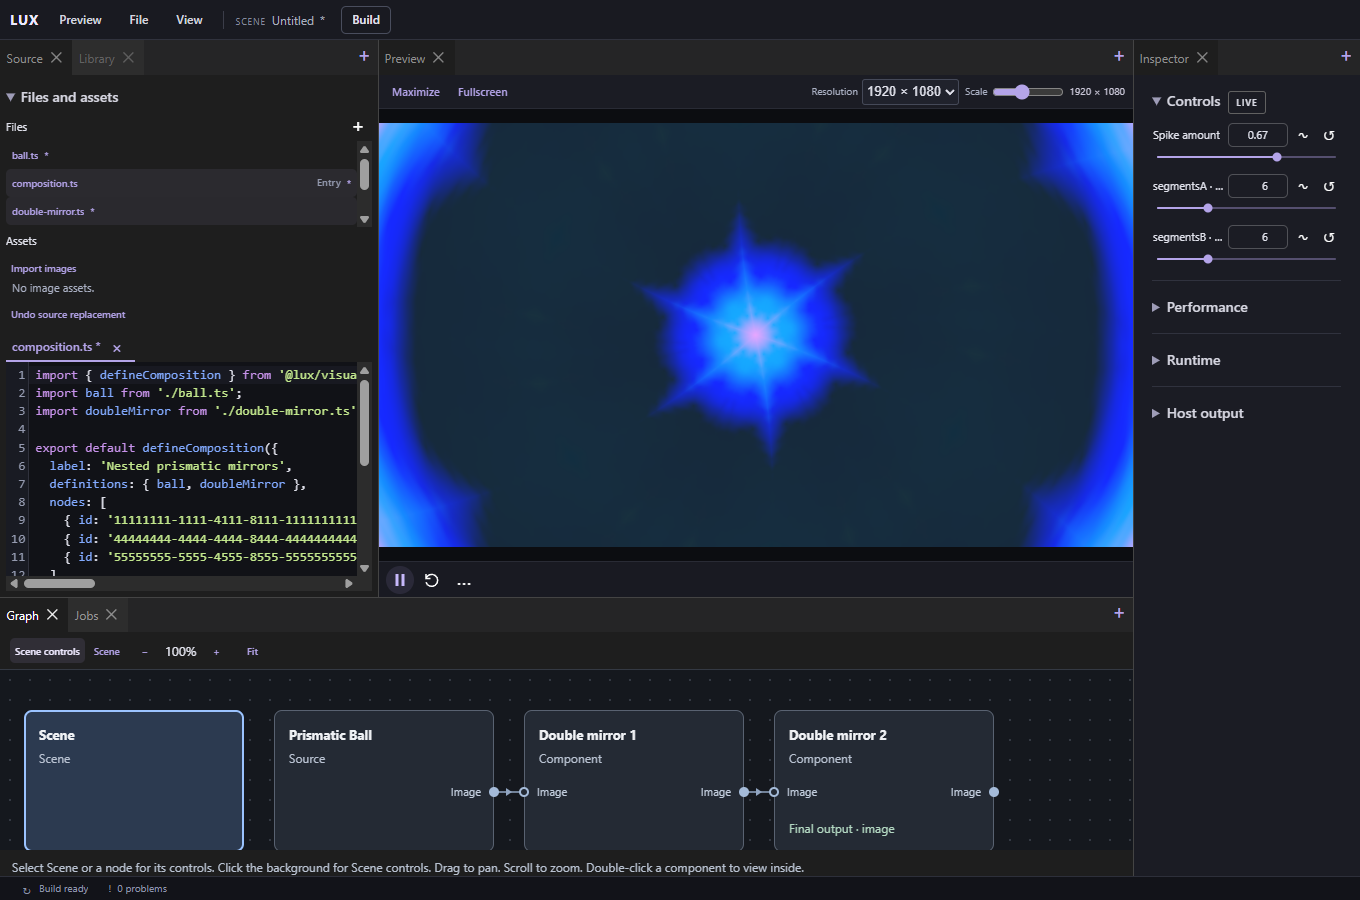 LUX Preview File View SCENE Untitled * Build
Source Library +
Files and assets
Files +
ball.ts *
composition.ts Entry *
double-mirror.ts *
Assets
Import images
No image assets.
Undo source replacement
composition.ts * ×
1 import { defineComposition } from '@lux/visua
2 import ball from './ball.ts';
3 import doubleMirror from './double-mirror.ts'
4
5 export default defineComposition({
6 label: 'Nested prismatic mirrors',
7 definitions: { ball, doubleMirror },
8 nodes: [
9 { id: '11111111-1111-4111-8111-1111111111
10 { id: '44444444-4444-4444-8444-4444444444
11 { id: '55555555-5555-4555-8555-5555555555
12 ]
Preview +
Maximize Fullscreen Resolution 1920 × 1080 Scale 1920 × 1080
...
Inspector +
Controls LIVE
Spike amount 0.67
segmentsA · ... 6
segmentsB · ... 6
Performance
Runtime
Host output
Graph Jobs +
Scene controls Scene − 100% + Fit
Scene
Scene
Prismatic Ball
Source
Image
Double mirror 1
Component
Image Image
Double mirror 2
Component
Image Image
Final output · image
Select Scene or a node for its controls. Click the background for Scene controls. Drag to pan. Scroll to zoom. Double-click a component to view inside.
Build ready ! 0 problems